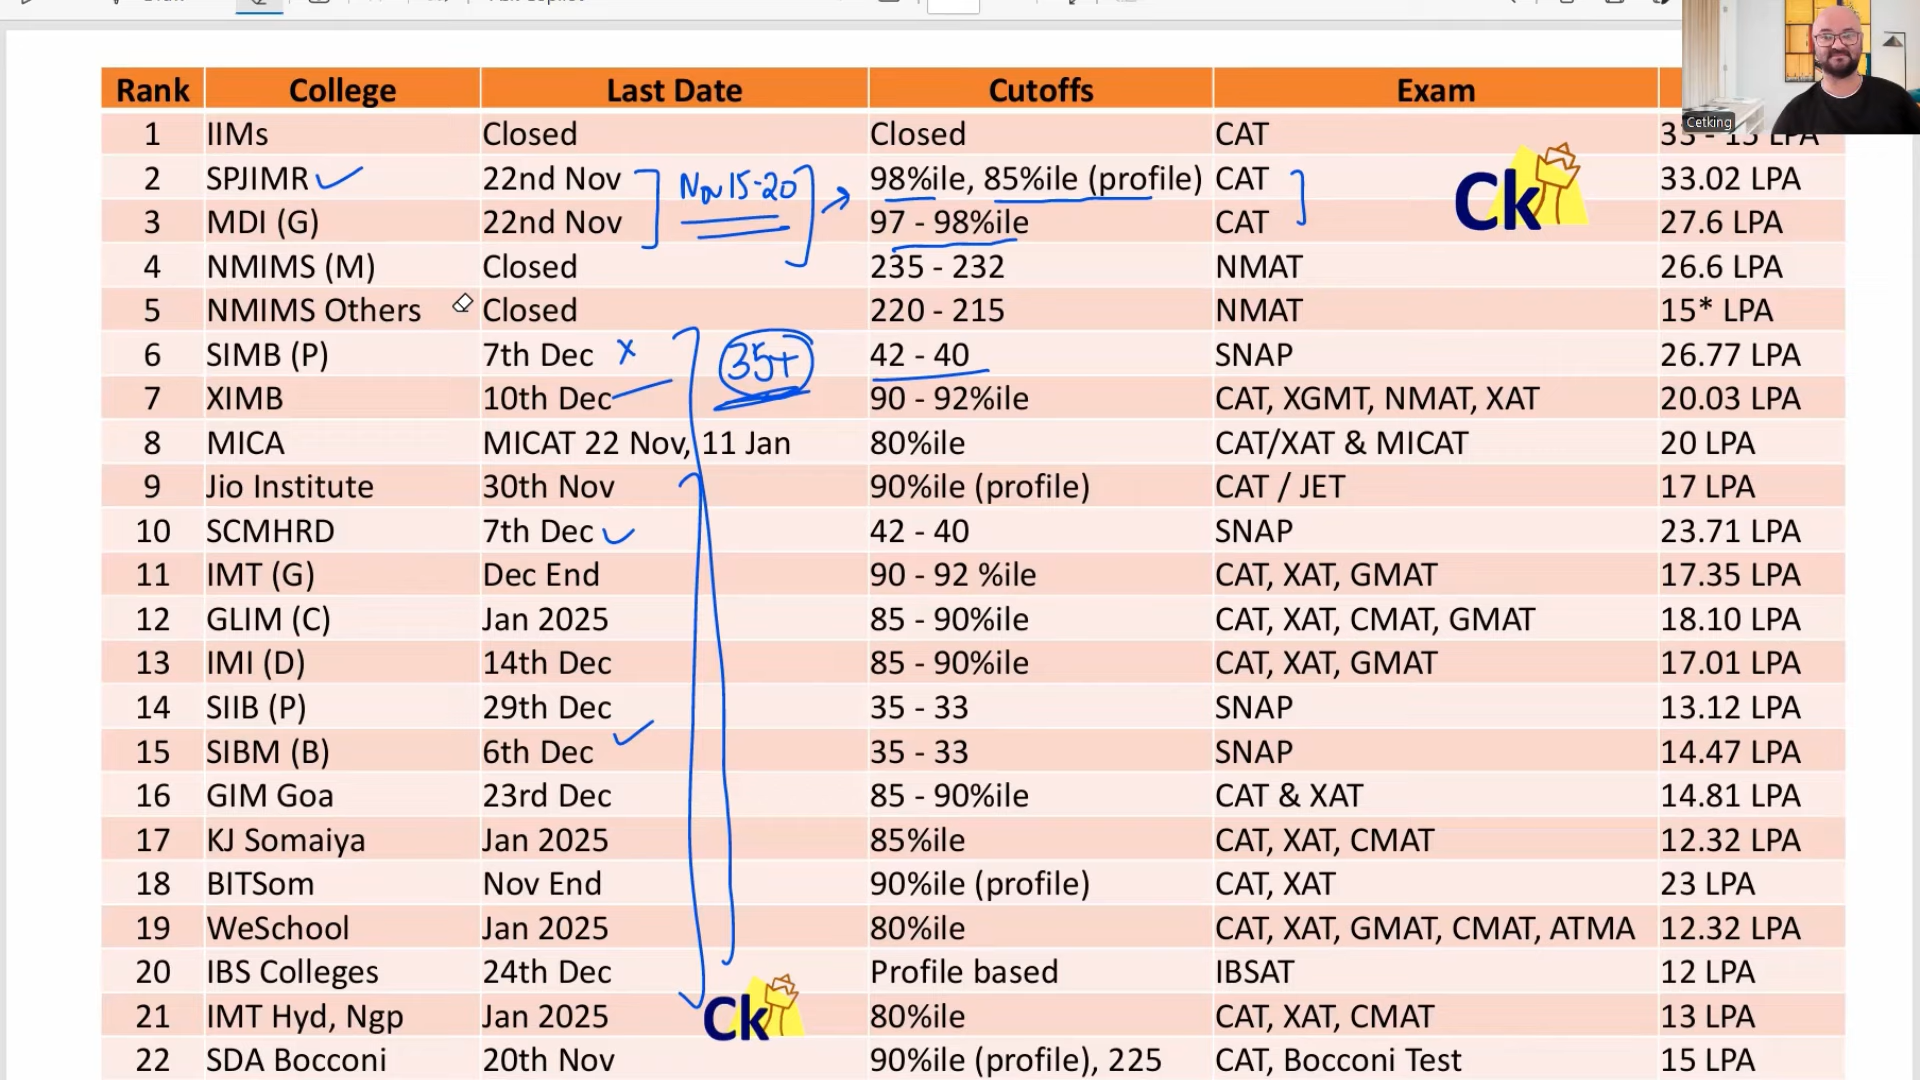 Cetking
Rank College Last Date Cutoffs Exam
1 IIMs Closed Closed CAT 35 - 15 LPA
2 SPJIMR 22nd Nov Nov 15-20 98%ile, 85%ile (profile) CAT 33.02 LPA
Ck
3 MDI (G) 22nd Nov 97 - 98%ile CAT 27.6 LPA
4 NMIMS (M) Closed 235 - 232 NMAT 26.6 LPA
5 NMIMS Others Closed 220 - 215 NMAT 15* LPA
6 SIMB (P) 7th Dec x 35+ 42 - 40 SNAP 26.77 LPA
7 XIMB 10th Dec 90 - 92%ile CAT, XGMT, NMAT, XAT 20.03 LPA
8 MICA MICAT 22 Nov, 11 Jan 80%ile CAT/XAT & MICAT 20 LPA
9 Jio Institute 30th Nov 90%ile (profile) CAT / JET 17 LPA
10 SCMHRD 7th Dec 42 - 40 SNAP 23.71 LPA
11 IMT (G) Dec End 90 - 92 %ile CAT, XAT, GMAT 17.35 LPA
12 GLIM (C) Jan 2025 85 - 90%ile CAT, XAT, CMAT, GMAT 18.10 LPA
13 IMI (D) 14th Dec 85 - 90%ile CAT, XAT, GMAT 17.01 LPA
14 SIIB (P) 29th Dec 35 - 33 SNAP 13.12 LPA
15 SIBM (B) 6th Dec 35 - 33 SNAP 14.47 LPA
16 GIM Goa 23rd Dec 85 - 90%ile CAT & XAT 14.81 LPA
17 KJ Somaiya Jan 2025 85%ile CAT, XAT, CMAT 12.32 LPA
18 BITSom Nov End 90%ile (profile) CAT, XAT 23 LPA
19 WeSchool Jan 2025 80%ile CAT, XAT, GMAT, CMAT, ATMA 12.32 LPA
20 IBS Colleges 24th Dec Profile based IBSAT 12 LPA
21 IMT Hyd, Ngp Jan 2025 80%ile CAT, XAT, CMAT 13 LPA
Ck
22 SDA Bocconi 20th Nov 90%ile (profile), 225 CAT, Bocconi Test 15 LPA